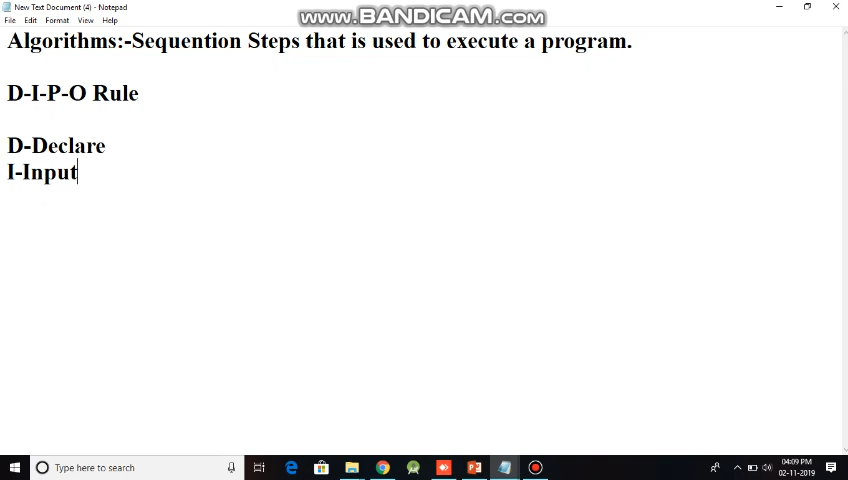 New Text Document (4) - Notepad
www.BANDICAM.com
File Edit Format View Help
Algorithms:-Sequention Steps that is used to execute a program.
D-I-P-O Rule
D-Declare
I-Input
Type here to search
04:09 PM
02-11-2019